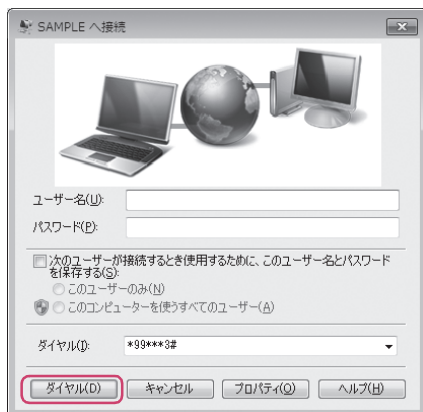 SAMPLE へ接続
ユーザー名(U):
パスワード(P):
次のユーザーが接続するとき使用するために、このユーザー名とパスワード
を保存する(S):
このユーザーのみ(N)
このコンピューターを使うすべてのユーザー(A)
ダイヤル(I):
*99***3#
ダイヤル(D)
キャンセル
プロパティ(O)
ヘルプ(H)